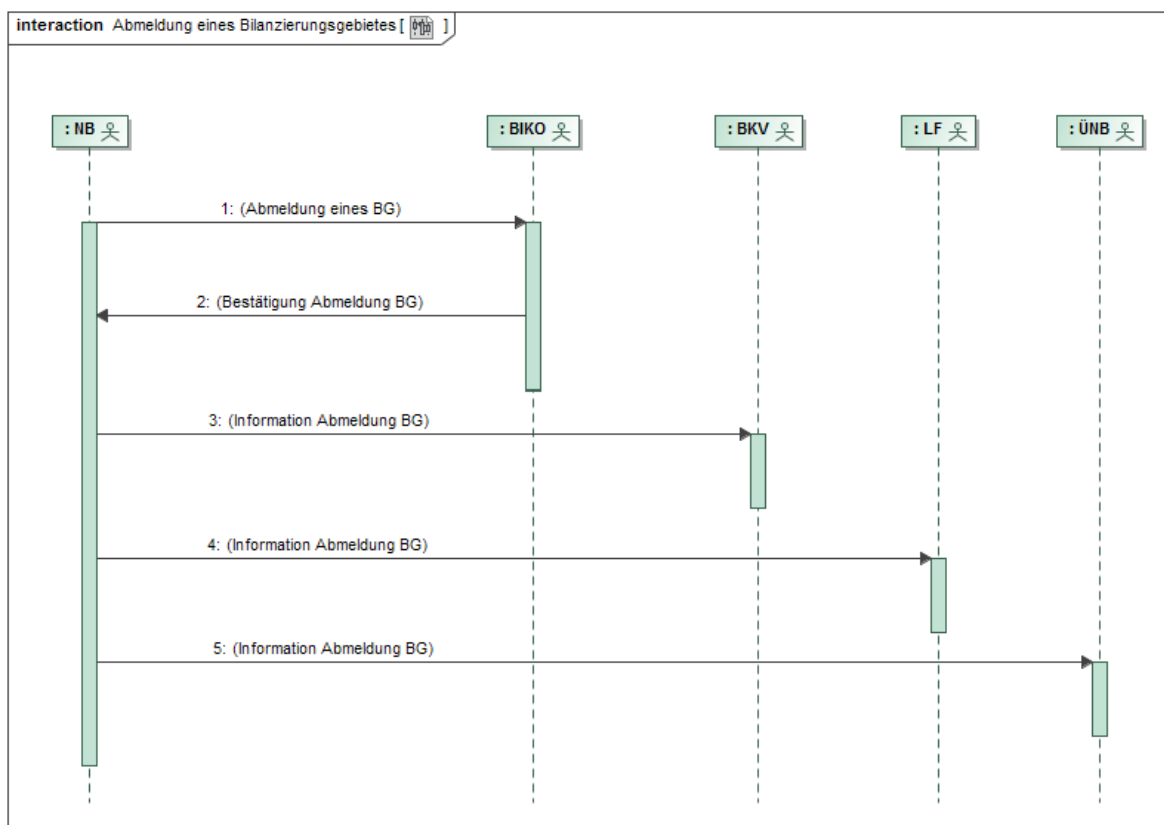 interaction Abmeldung eines Bilanzierungsgebietes [ ]
: NB
: BIKO
: BKV
: LF
: ÜNB
1: (Abmeldung eines BG)
2: (Bestätigung Abmeldung BG)
3: (Information Abmeldung BG)
4: (Information Abmeldung BG)
5: (Information Abmeldung BG)